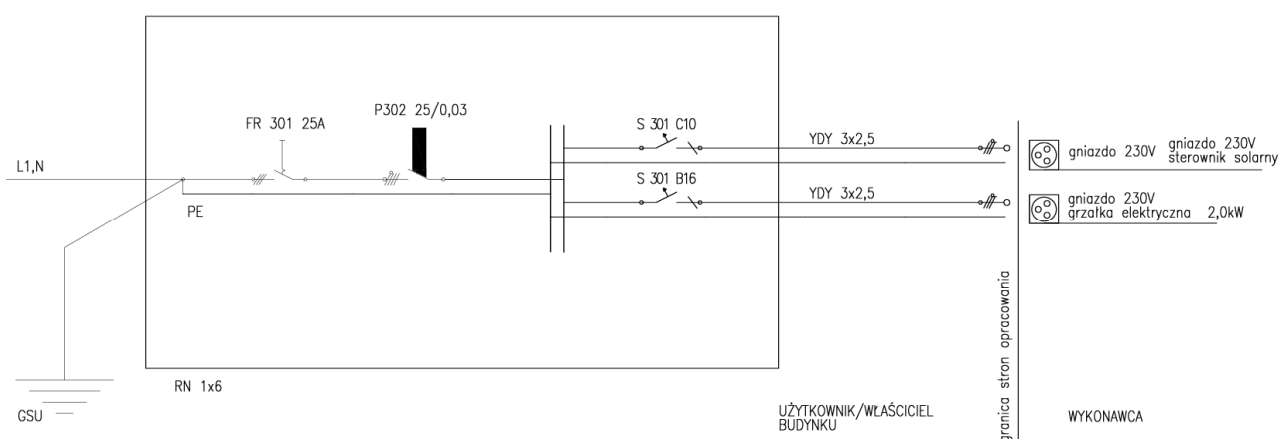 P302 25/0,03
FR 301 25A
S 301 C10
YDY 3x2,5
gniazdo 230V
gniazdo 230V
sterownik solarny
L1,N
S 301 B16
YDY 3x2,5
gniazdo 230V
grzałka elektryczna 2,0kW
PE
granica stron opracowania
RN 1x6
GSU
UŻYTKOWNIK/WŁAŚCICIEL
BUDYNKU
WYKONAWCA